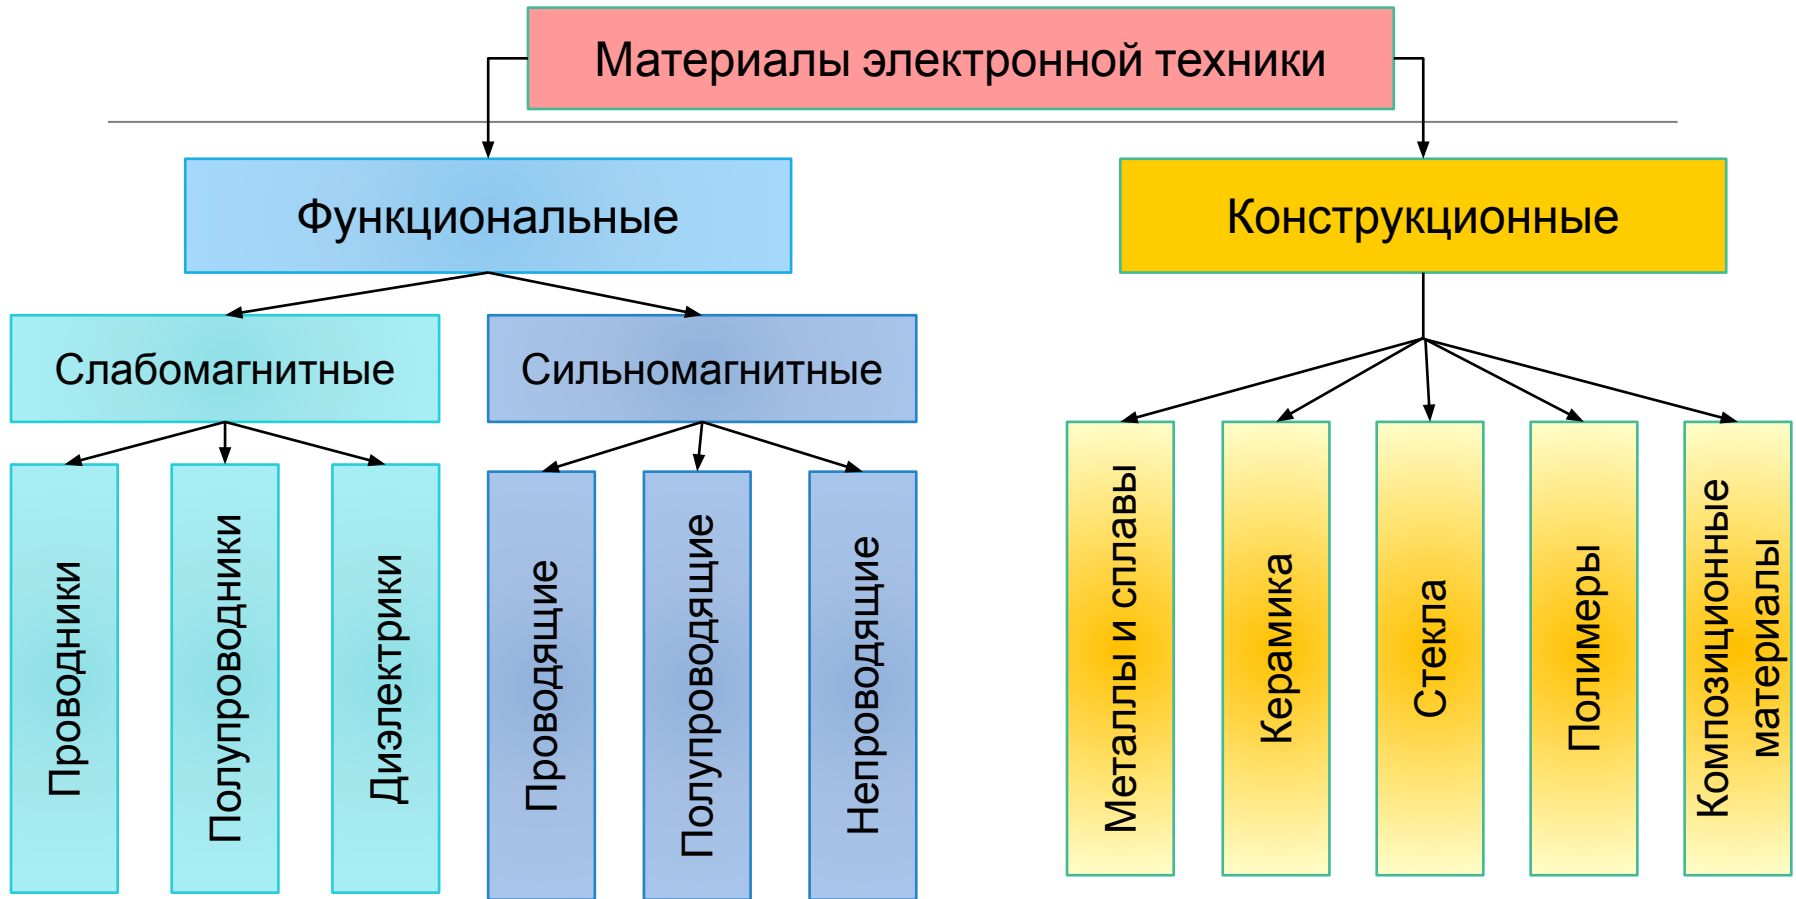 Материалы электронной техники
Функциональные
Конструкционные
Слабомагнитные
Сильномагнитные
Проводники
Полупроводники
Диэлектрики
Проводящие
Полупроводящие
Непроводящие
Металлы и сплавы
Керамика
Стекла
Полимеры
Композиционные
материалы